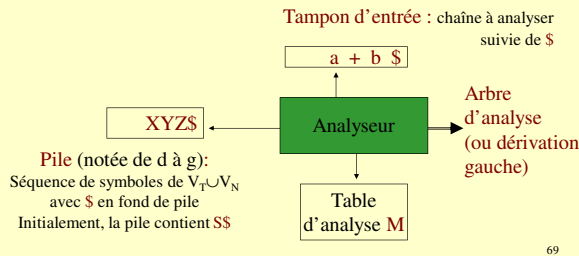 Tampon d'entrée : chaîne à analyser
suivie de $
a + b $
XYZ$
Analyseur
Arbre
d'analyse
(ou dérivation
gauche)
Pile (notée de d à g):
Séquence de symboles de V_T∪V_N
avec $ en fond de pile
Initialement, la pile contient S$
Table
d'analyse M
69